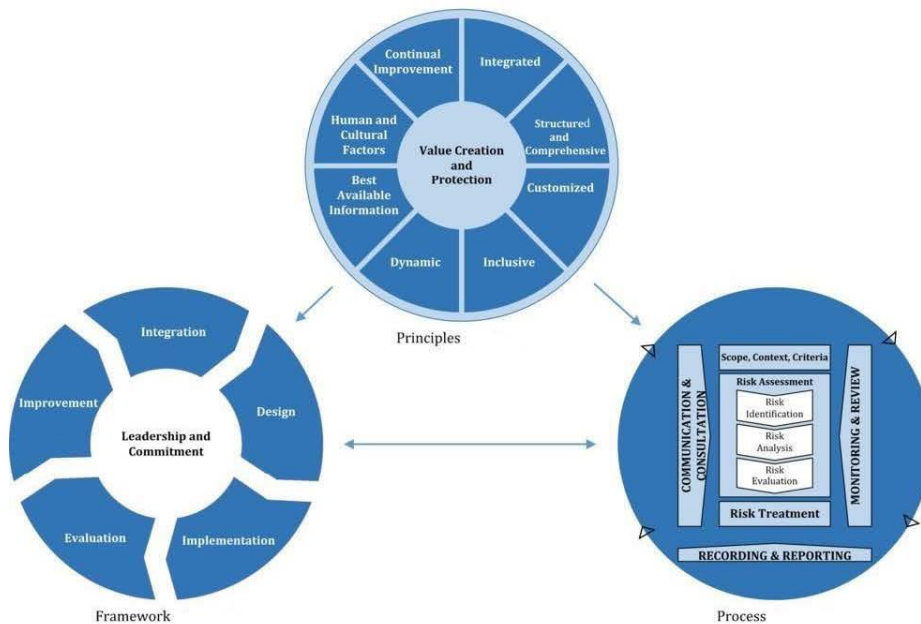 Continual
Improvement
Integrated
Structured
and
Comprehensive
Customized
Inclusive
Dynamic
Best
Available
Information
Human and
Cultural
Factors
Value Creation
and
Protection
Principles
Integration
Design
Implementation
Evaluation
Improvement
Leadership and
Commitment
Framework
Scope, Context, Criteria
Risk Assessment
Risk
Identification
Risk
Analysis
Risk
Evaluation
Risk Treatment
COMMUNICATION &
CONSULTATION
MONITORING & REVIEW
RECORDING & REPORTING
Process